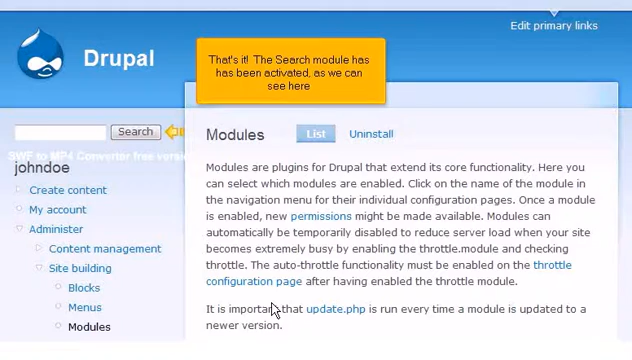 Edit primary links
Drupal
That's it! The Search module has
has been activated, as we can
see here
Search
SWF to MP4 Converter free versi
johndoe
Create content
My account
Administer
Content management
Site building
Blocks
Menus
Modules
Modules List Uninstall
Modules are plugins for Drupal that extend its core functionality. Here you
can select which modules are enabled. Click on the name of the module in
the navigation menu for their individual configuration pages. Once a module
is enabled, new permissions might be made available. Modules can
automatically be temporarily disabled to reduce server load when your site
becomes extremely busy by enabling the throttle.module and checking
throttle. The auto-throttle functionality must be enabled on the throttle
configuration page after having enabled the throttle module.
It is important that update.php is run every time a module is updated to a
newer version.